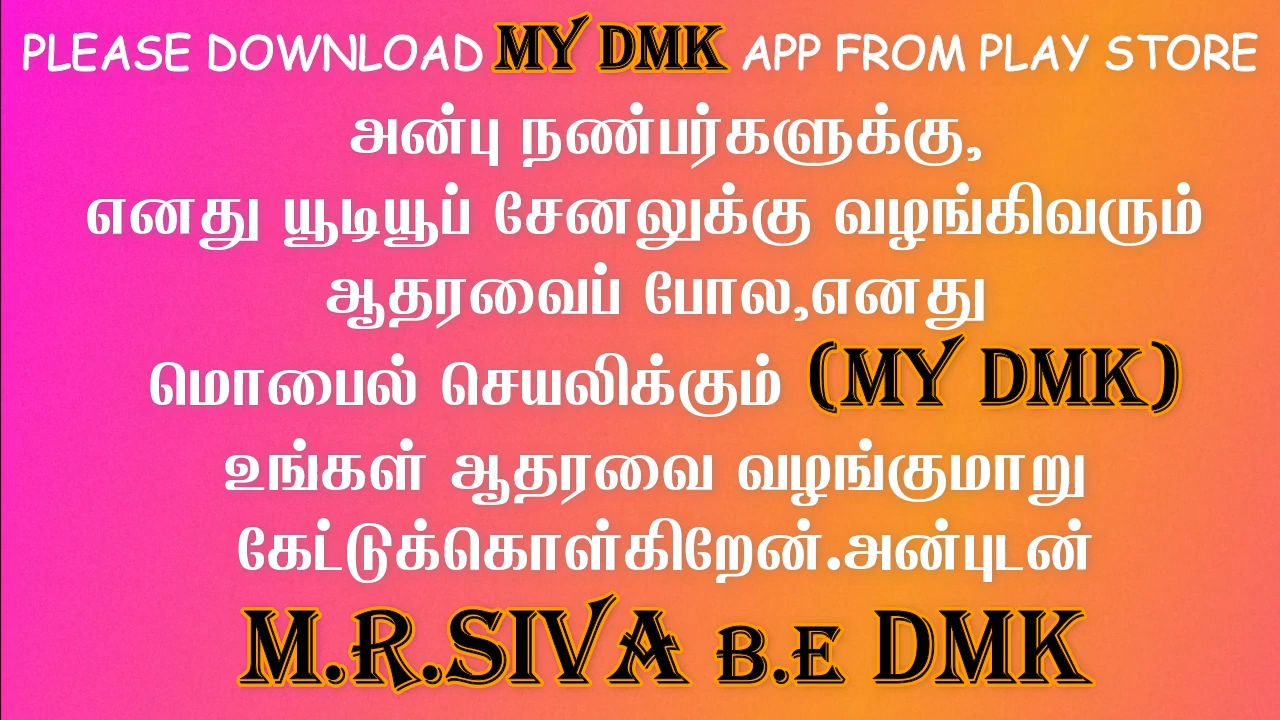 PLEASE DOWNLOAD MY DMK APP FROM PLAY STORE
அன்பு நண்பர்களுக்கு,
எனது யூடியூப் சேனலுக்கு வழங்கிவரும்
ஆதரவைப் போல,எனது
மொபைல் செயலிக்கும் (MY DMK)
உங்கள் ஆதரவை வழங்குமாறு
கேட்டுக்கொள்கிறேன்.அன்புடன்
M.R.SIVA B.E DMK